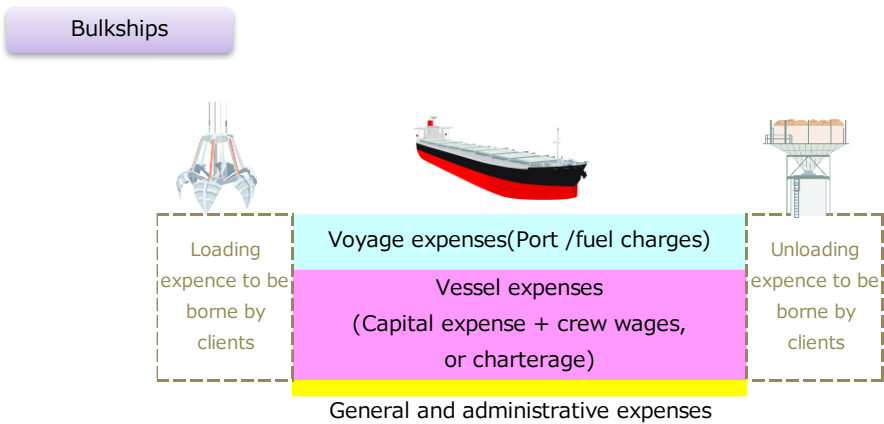 Bulkships
Loading
expence to be
borne by
clients
Voyage expenses(Port /fuel charges)
Vessel expenses
(Capital expense + crew wages,
or charterage)
Unloading
expence to be
borne by
clients
General and administrative expenses